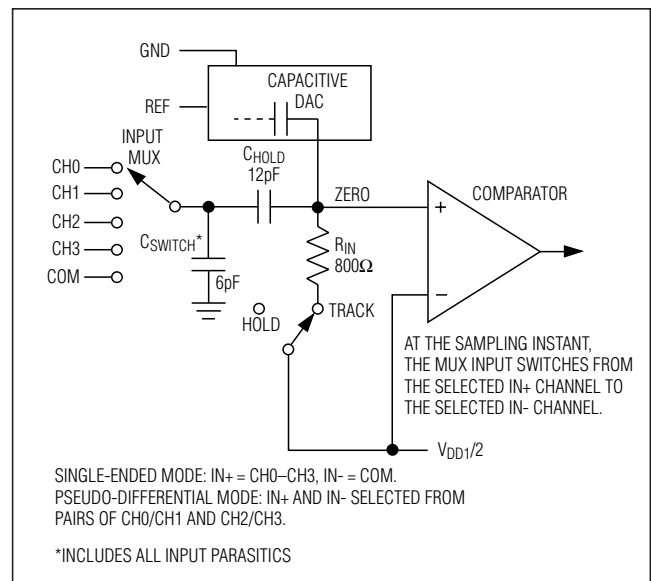 GND
CAPACITIVE
DAC
REF
INPUT
MUX
CH0
CH1
CH2
CH3
COM
CHOLD
12pF
ZERO
COMPARATOR
+
−
CSWITCH*
6pF
RIN
800Ω
HOLD
TRACK
AT THE SAMPLING INSTANT,
THE MUX INPUT SWITCHES FROM
THE SELECTED IN+ CHANNEL TO
THE SELECTED IN- CHANNEL.
VDD1/2
SINGLE-ENDED MODE: IN+ = CH0–CH3, IN- = COM.
PSEUDO-DIFFERENTIAL MODE: IN+ AND IN- SELECTED FROM
PAIRS OF CH0/CH1 AND CH2/CH3.
*INCLUDES ALL INPUT PARASITICS